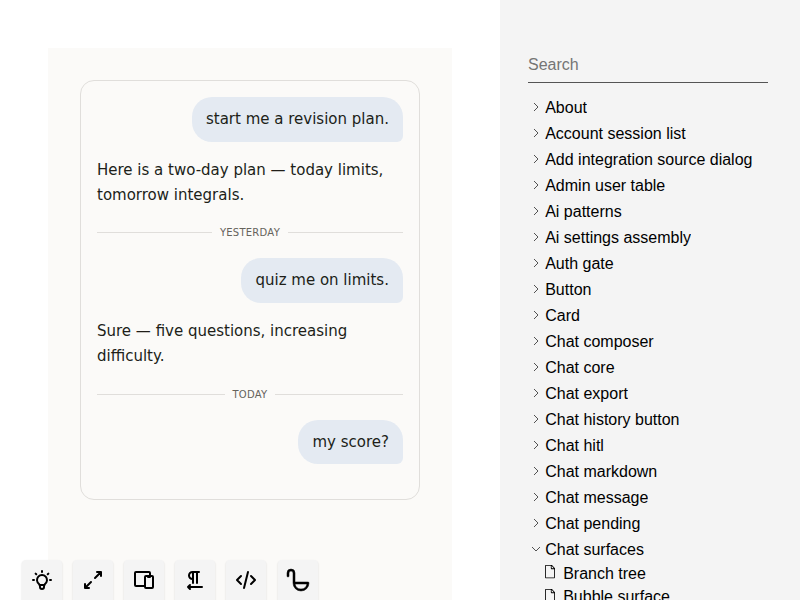 start me a revision plan.
Here is a two-day plan — today limits,
tomorrow integrals.
YESTERDAY
quiz me on limits.
Sure — five questions, increasing
difficulty.
TODAY
my score?
Search
About
Account session list
Add integration source dialog
Admin user table
Ai patterns
Ai settings assembly
Auth gate
Button
Card
Chat composer
Chat core
Chat export
Chat history button
Chat hitl
Chat markdown
Chat message
Chat pending
Chat surfaces
Branch tree
Bubble surface